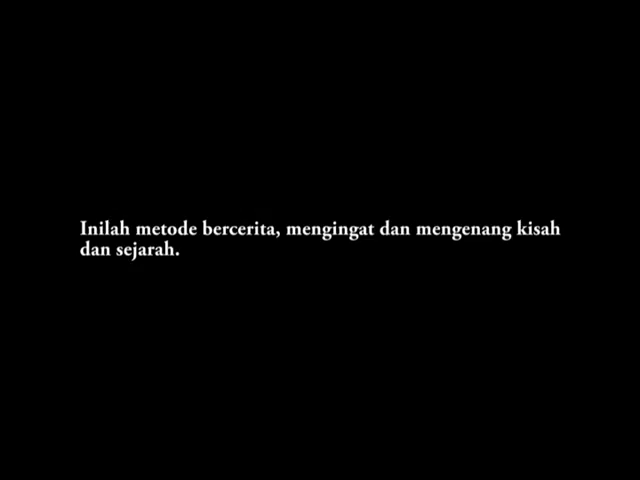 Inilah metode bercerita, mengingat dan mengenang kisah
dan sejarah.